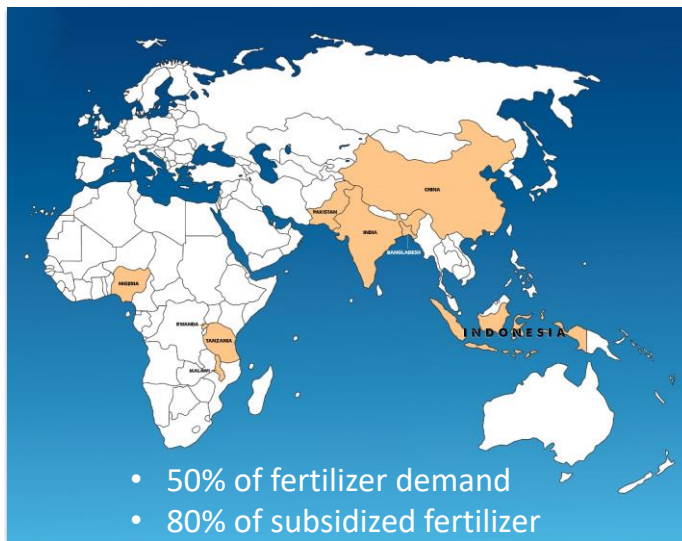 CHINA
PAKISTAN
INDIA
BANGLADESH
NIGERIA
RWANDA
TANZANIA
INDONESIA
MALAWI
• 50% of fertilizer demand
• 80% of subsidized fertilizer